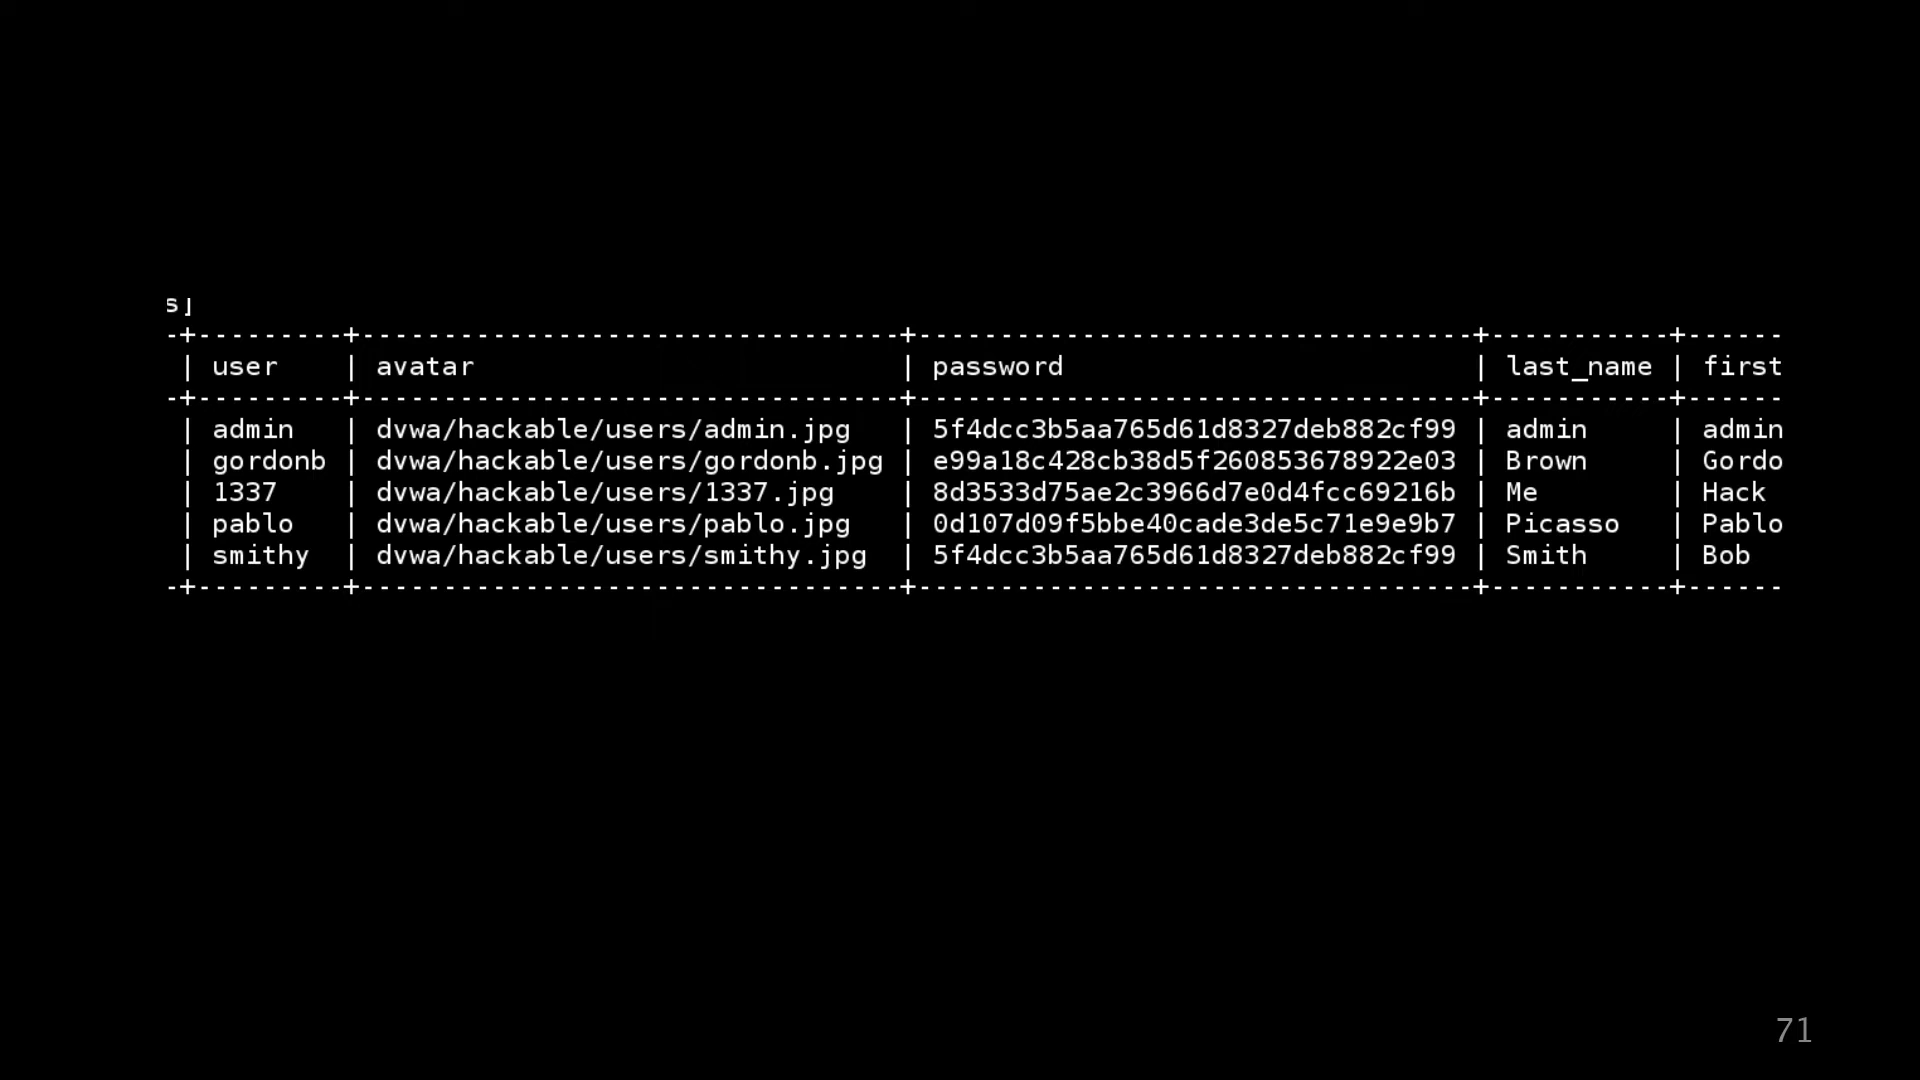 s]
-+---------+---------------------------------+----------------------------------+-----------+------
| user | avatar | password | last_name | first
-+---------+---------------------------------+----------------------------------+-----------+------
| admin | dvwa/hackable/users/admin.jpg | 5f4dcc3b5aa765d61d8327deb882cf99 | admin | admin
| gordonb | dvwa/hackable/users/gordonb.jpg | e99a18c428cb38d5f260853678922e03 | Brown | Gordo
| 1337 | dvwa/hackable/users/1337.jpg | 8d3533d75ae2c3966d7e0d4fcc69216b | Me | Hack
| pablo | dvwa/hackable/users/pablo.jpg | 0d107d09f5bbe40cade3de5c71e9e9b7 | Picasso | Pablo
| smithy | dvwa/hackable/users/smithy.jpg | 5f4dcc3b5aa765d61d8327deb882cf99 | Smith | Bob
-+---------+---------------------------------+----------------------------------+-----------+------
71